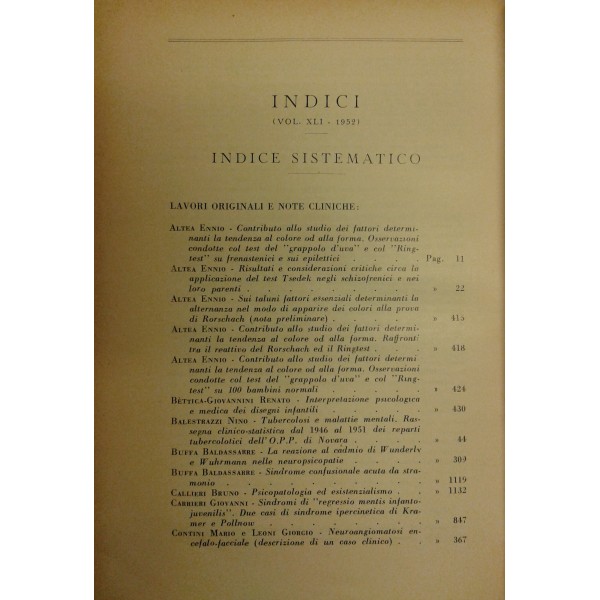 INDICI
(VOL. XLI - 1952)
INDICE SISTEMATICO
LAVORI ORIGINALI E NOTE CLINICHE:
ALTEA ENNIO - Contributo allo studio dei fattori determi-
nanti la tendenza al colore od alla forma. Osservazioni
condotte col test del "grappolo d'uva" e col "Ring-
test" su frenastenici e sui epilettici . . . . Pag. 11
ALTEA ENNIO - Risultati e considerazioni critiche circa lo
applicazione del test Tsedek negli schizofrenici e nei
loro parenti . . . . . . . . . » 22
ALTEA ENNIO - Sui taluni fattori essenziali determinanti la
alternanza nel modo di apparire dei colori alla prova
di Rorschach (nota preliminare) . . . . . » 415
ALTEA ENNIO - Contributo allo studio dei fattori determi-
nanti la tendenza al colore od alla forma. Raffronti
tra il reattivo del Rorschach ed il Ringtest . . . » 418
ALTEA ENNIO - Contributo allo studio dei fattori determi
nanti la tendenza al colore od alla forma. Osservazioni
condotte col test del "grappolo d'uva" e col "Ring-
test" su 100 bambini normali . . . . . » 424
BETTICA-GIOVANNINI RENATO - Interpretazione psicologica
e medica dei disegni infantili . . . . . » 430
BALESTRAZZI NINO - Tubercolosi e malattie mentali. Ras-
segna clinico-statistica dal 1946 al 1951 dei reparti
tubercolotici dell'O.P.P. di Novara . . . . » 44
BUFFA BALDASSARRE - La reazione al cadmio di Wunderly
e Wuhrmann nelle neuropsicopatie . . . . » 309
BUFFA BALDASSARRE - Sindrome confusionale acuta da stra-
monio . . . . . . . . . . » 1119
CALLIERI BRUNO - Psicopatologia ed esistenzialismo . . » 1132
CARRIERI GIOVANNI - Sindromi di "regressio mentis infanto-
juvenilis". Due casi di sindrome ipercinetica di Kra-
mer e Pollnow . . . . . . . . » 847
CONTINI MARIO e LEONI GIORGIO - Neuroangiomatosi en-
cefalo-facciale (descrizione di un caso clinico) . . » 367